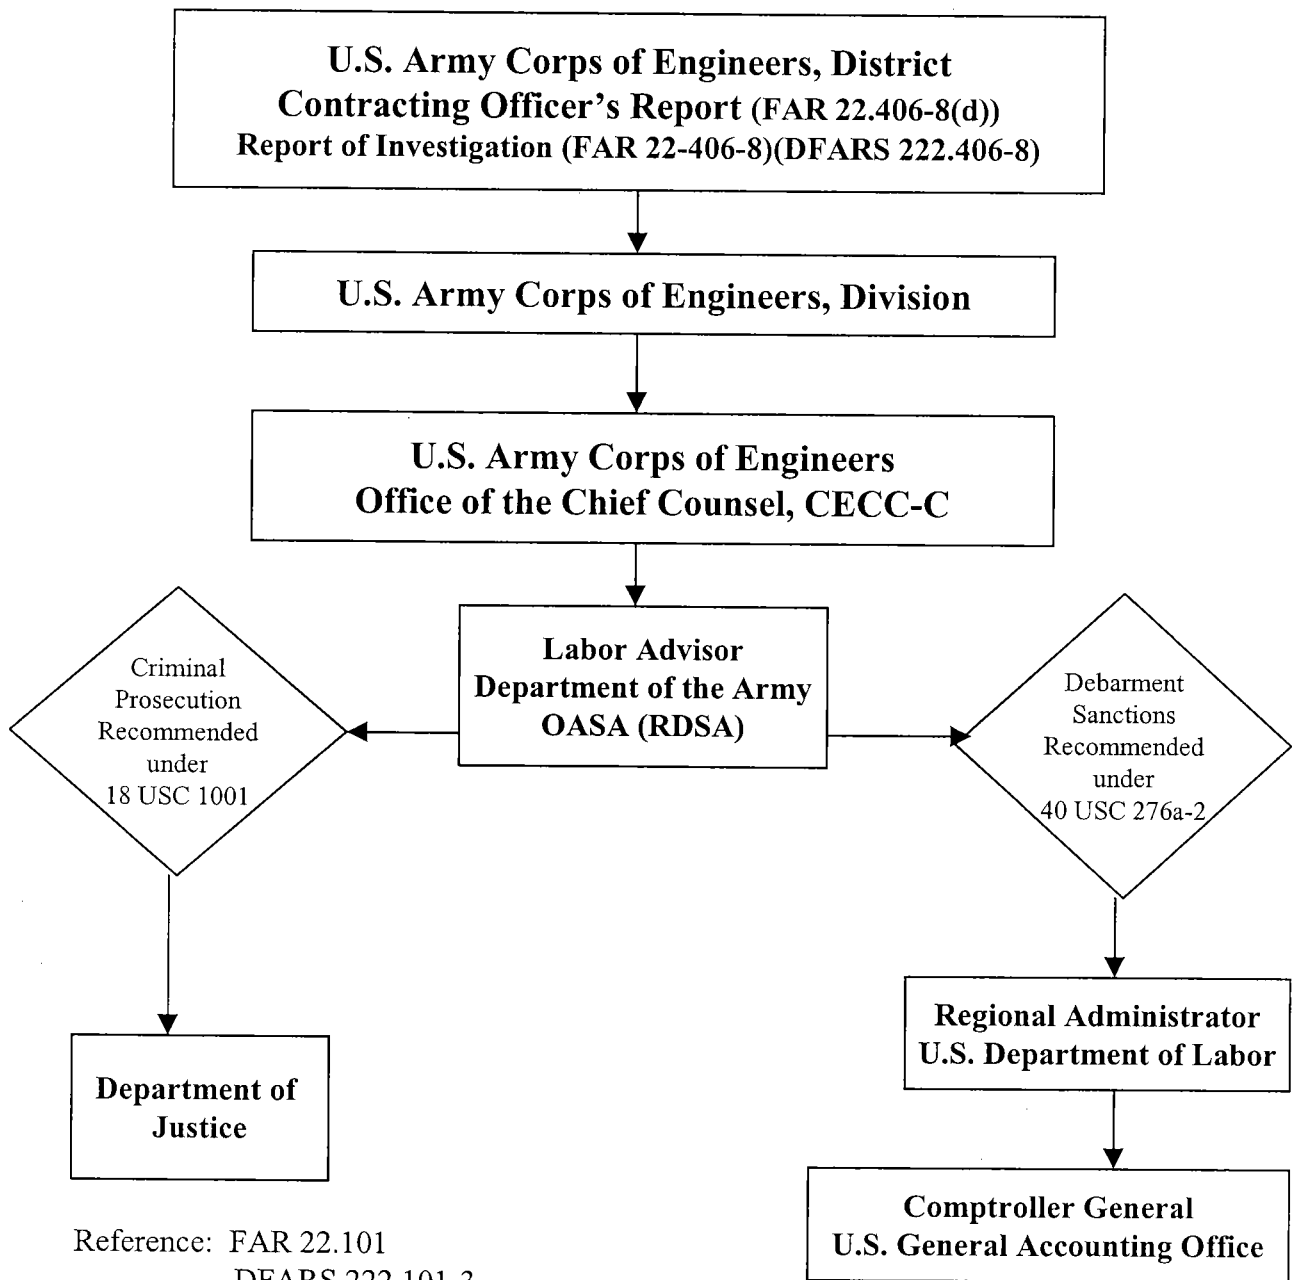 U.S. Army Corps of Engineers, District
Contracting Officer's Report (FAR 22.406-8(d))
Report of Investigation (FAR 22-406-8)(DFARS 222.406-8)
U.S. Army Corps of Engineers, Division
U.S. Army Corps of Engineers
Office of the Chief Counsel, CECC-C
Labor Advisor
Department of the Army
OASA (RDSA)
Criminal
Prosecution
Recommended
under
18 USC 1001
Debarment
Sanctions
Recommended
under
40 USC 276a-2
Regional Administrator
U.S. Department of Labor
Department of
Justice
Comptroller General
U.S. General Accounting Office
Reference: FAR 22.101
DFARS 222.101-3